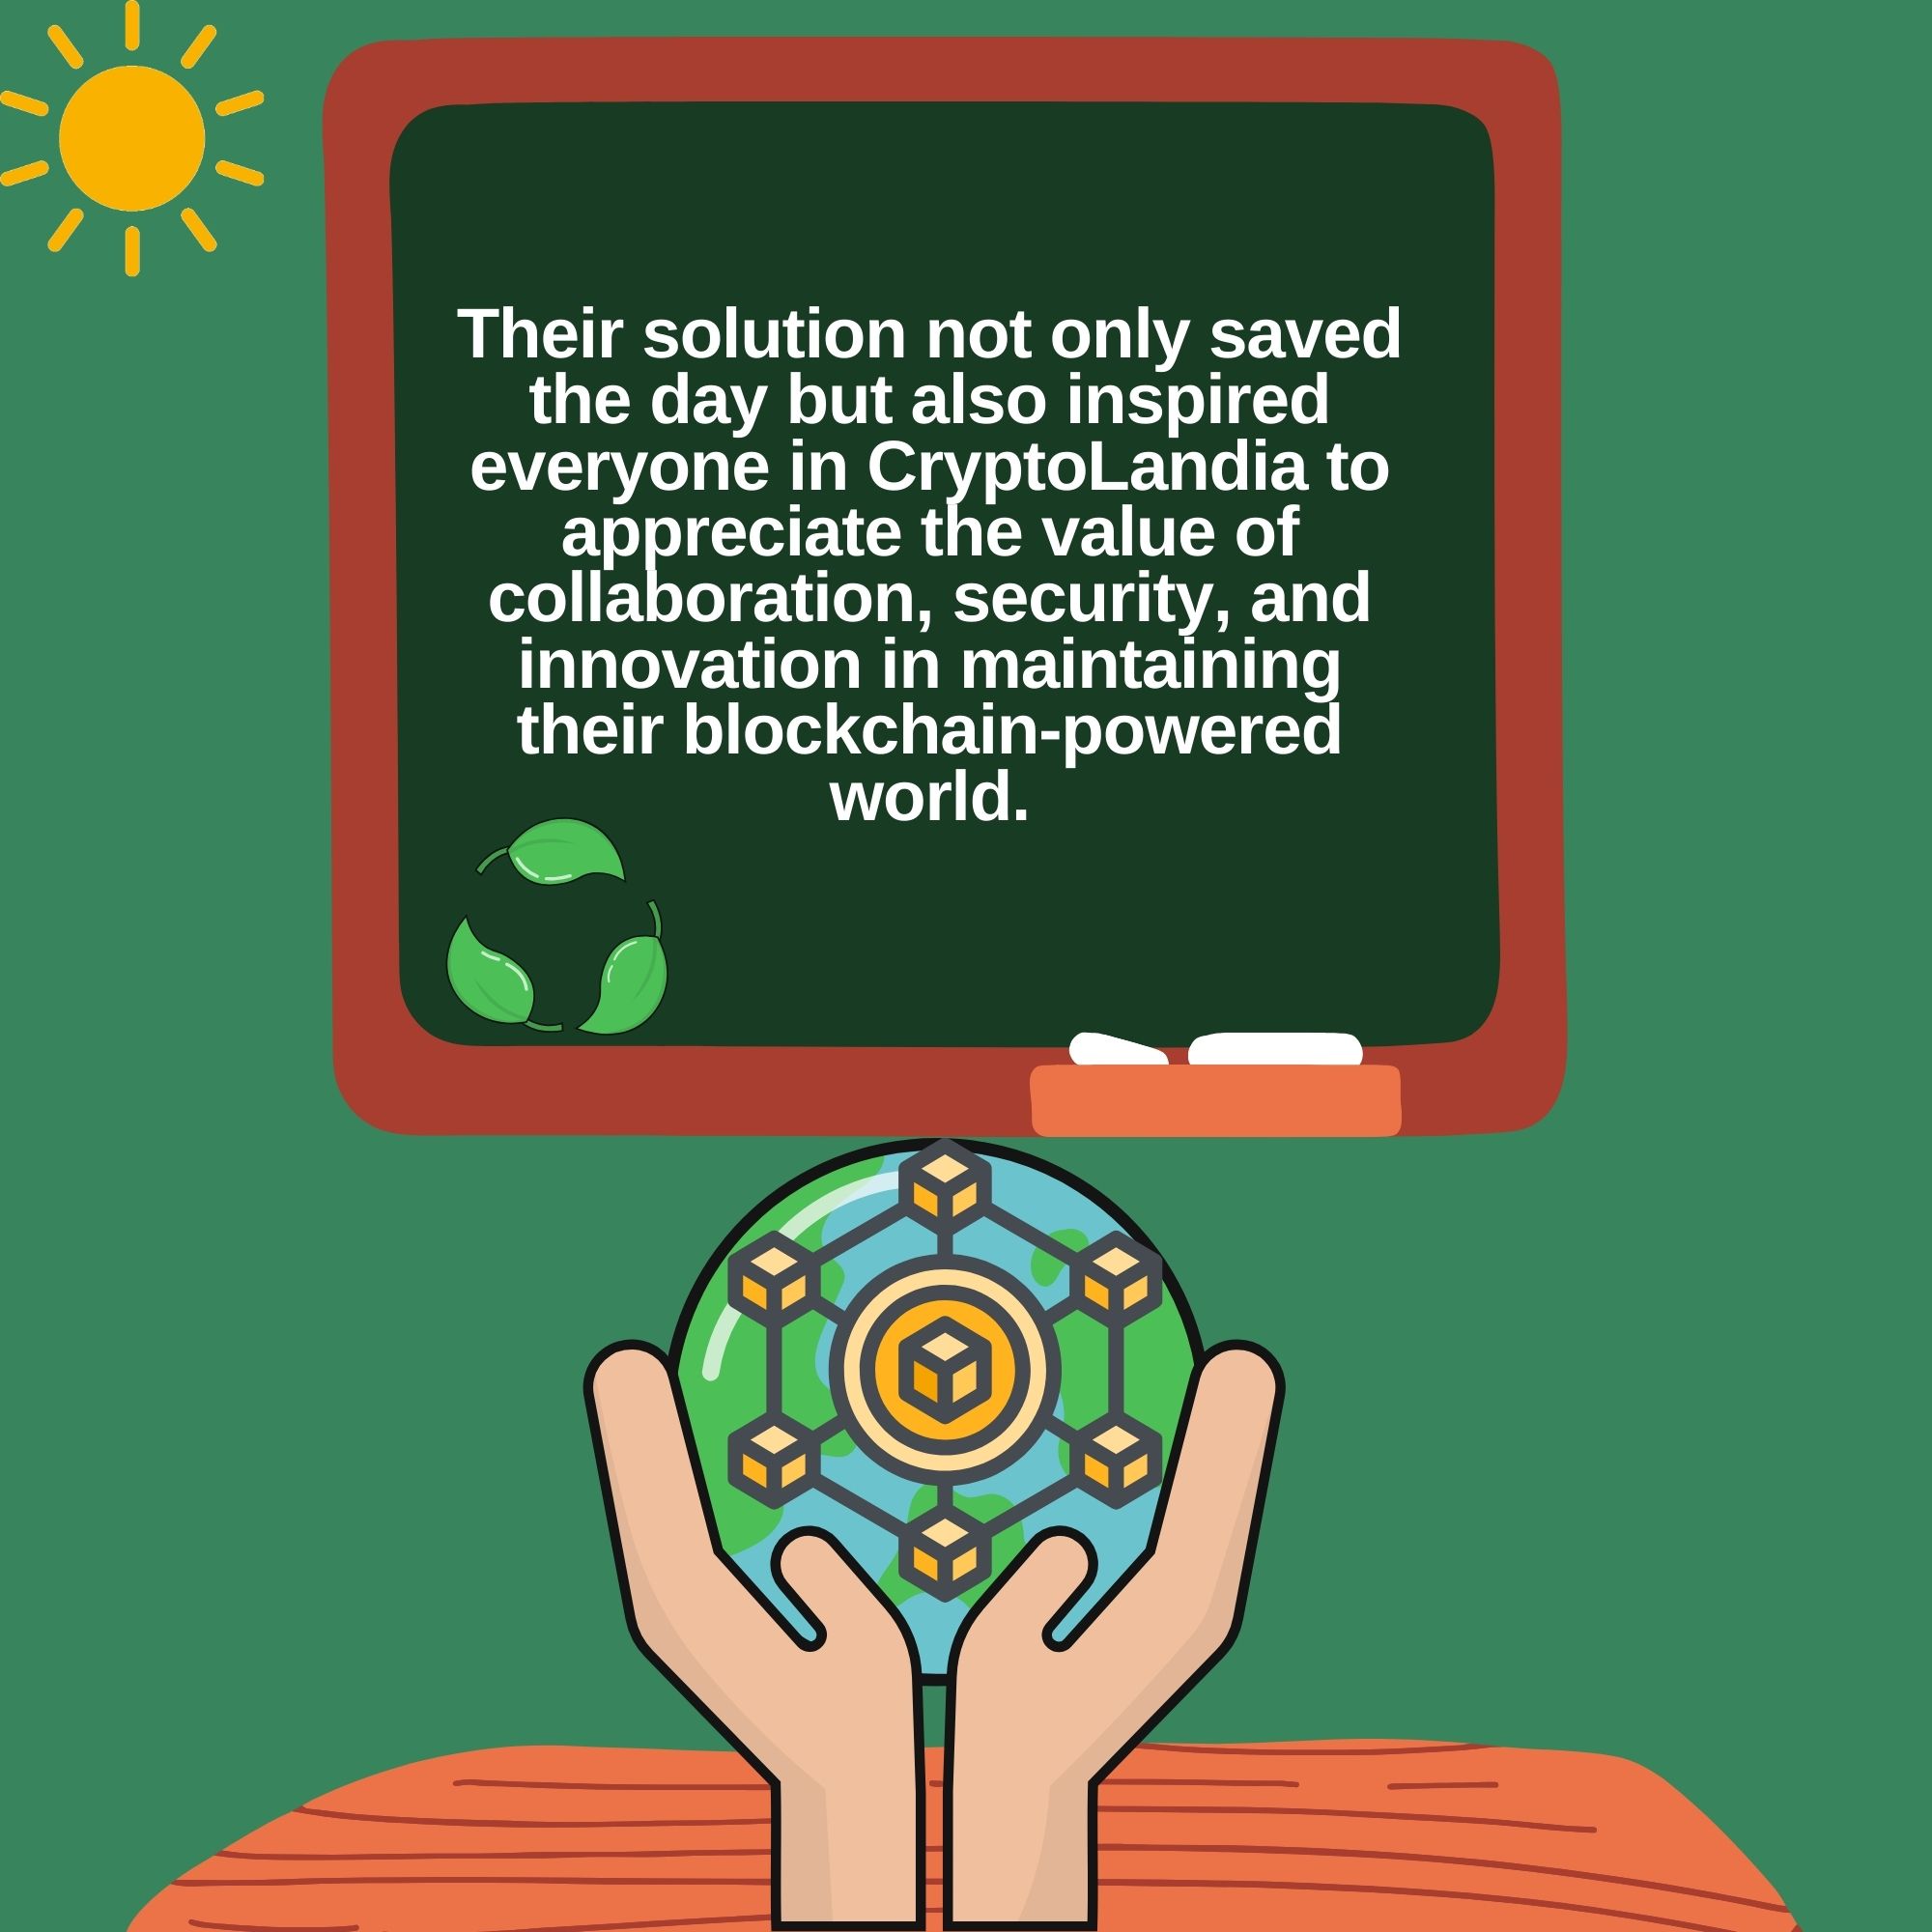 Their solution not only saved
the day but also inspired
everyone in CryptoLandia to
appreciate the value of
collaboration, security, and
innovation in maintaining
their blockchain-powered
world.